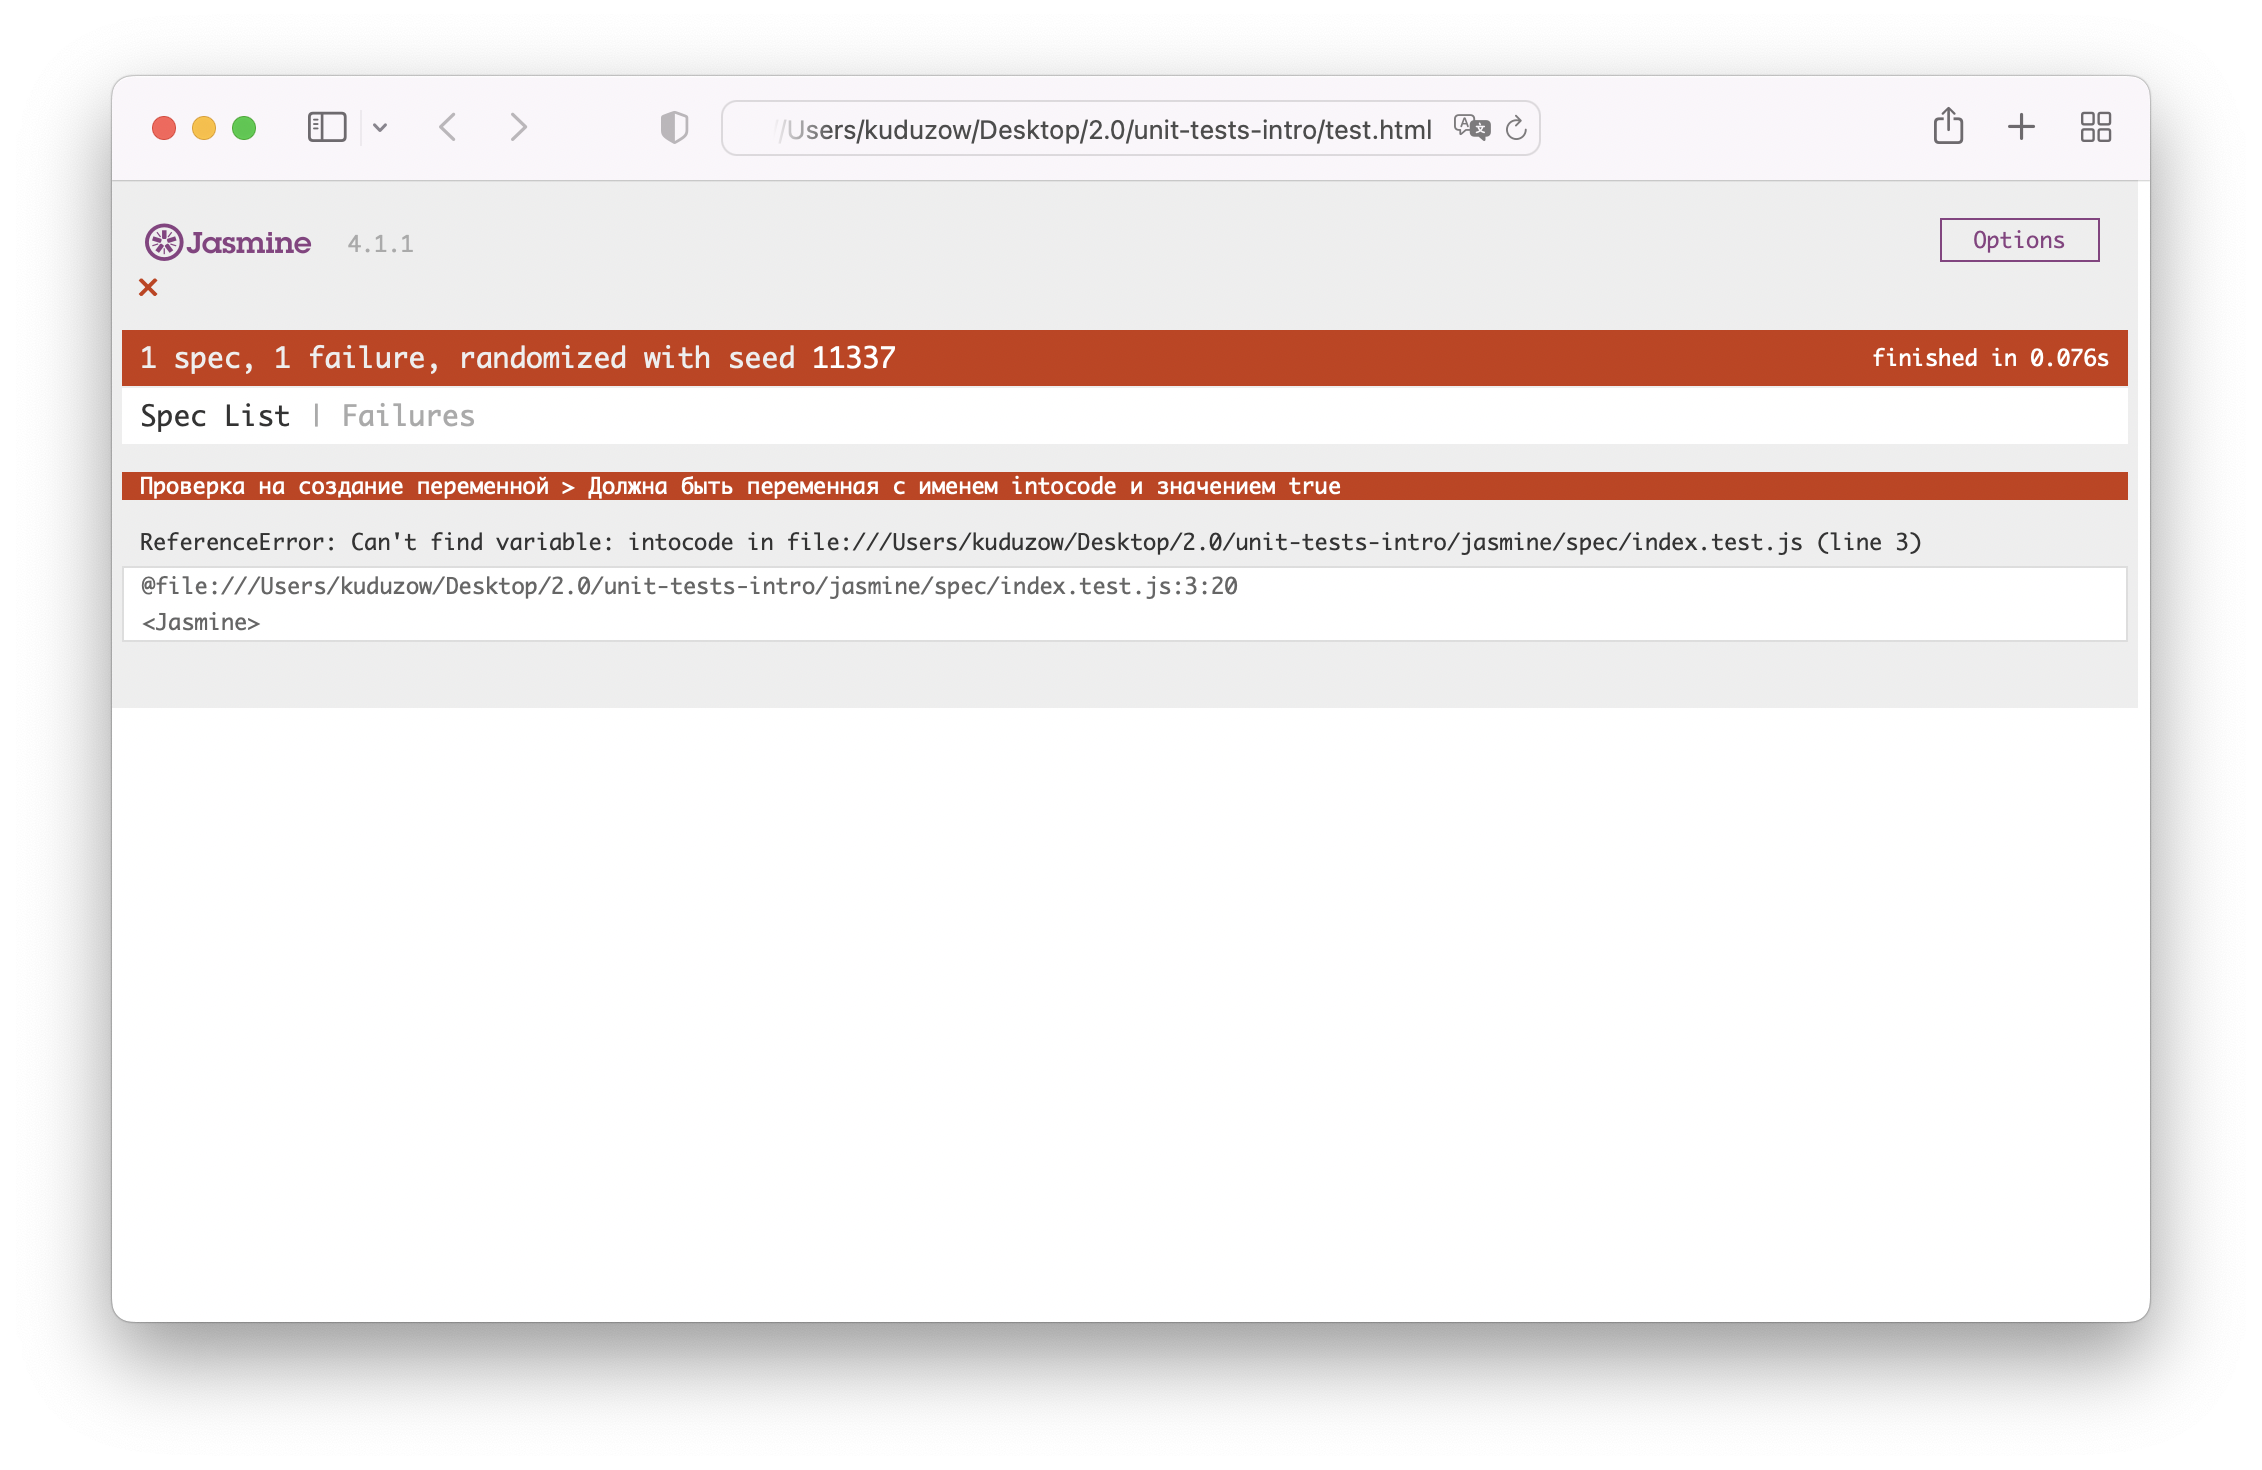 //Users/kuduzow/Desktop/2.0/unit-tests-intro/test.html
Jasmine 4.1.1
Options
1 spec, 1 failure, randomized with seed 11337
finished in 0.076s
Spec List | Failures
Проверка на создание переменной > Должна быть переменная с именем intocode и значением true
ReferenceError: Can't find variable: intocode in file:///Users/kuduzow/Desktop/2.0/unit-tests-intro/jasmine/spec/index.test.js (line 3)
@file:///Users/kuduzow/Desktop/2.0/unit-tests-intro/jasmine/spec/index.test.js:3:20
<Jasmine>